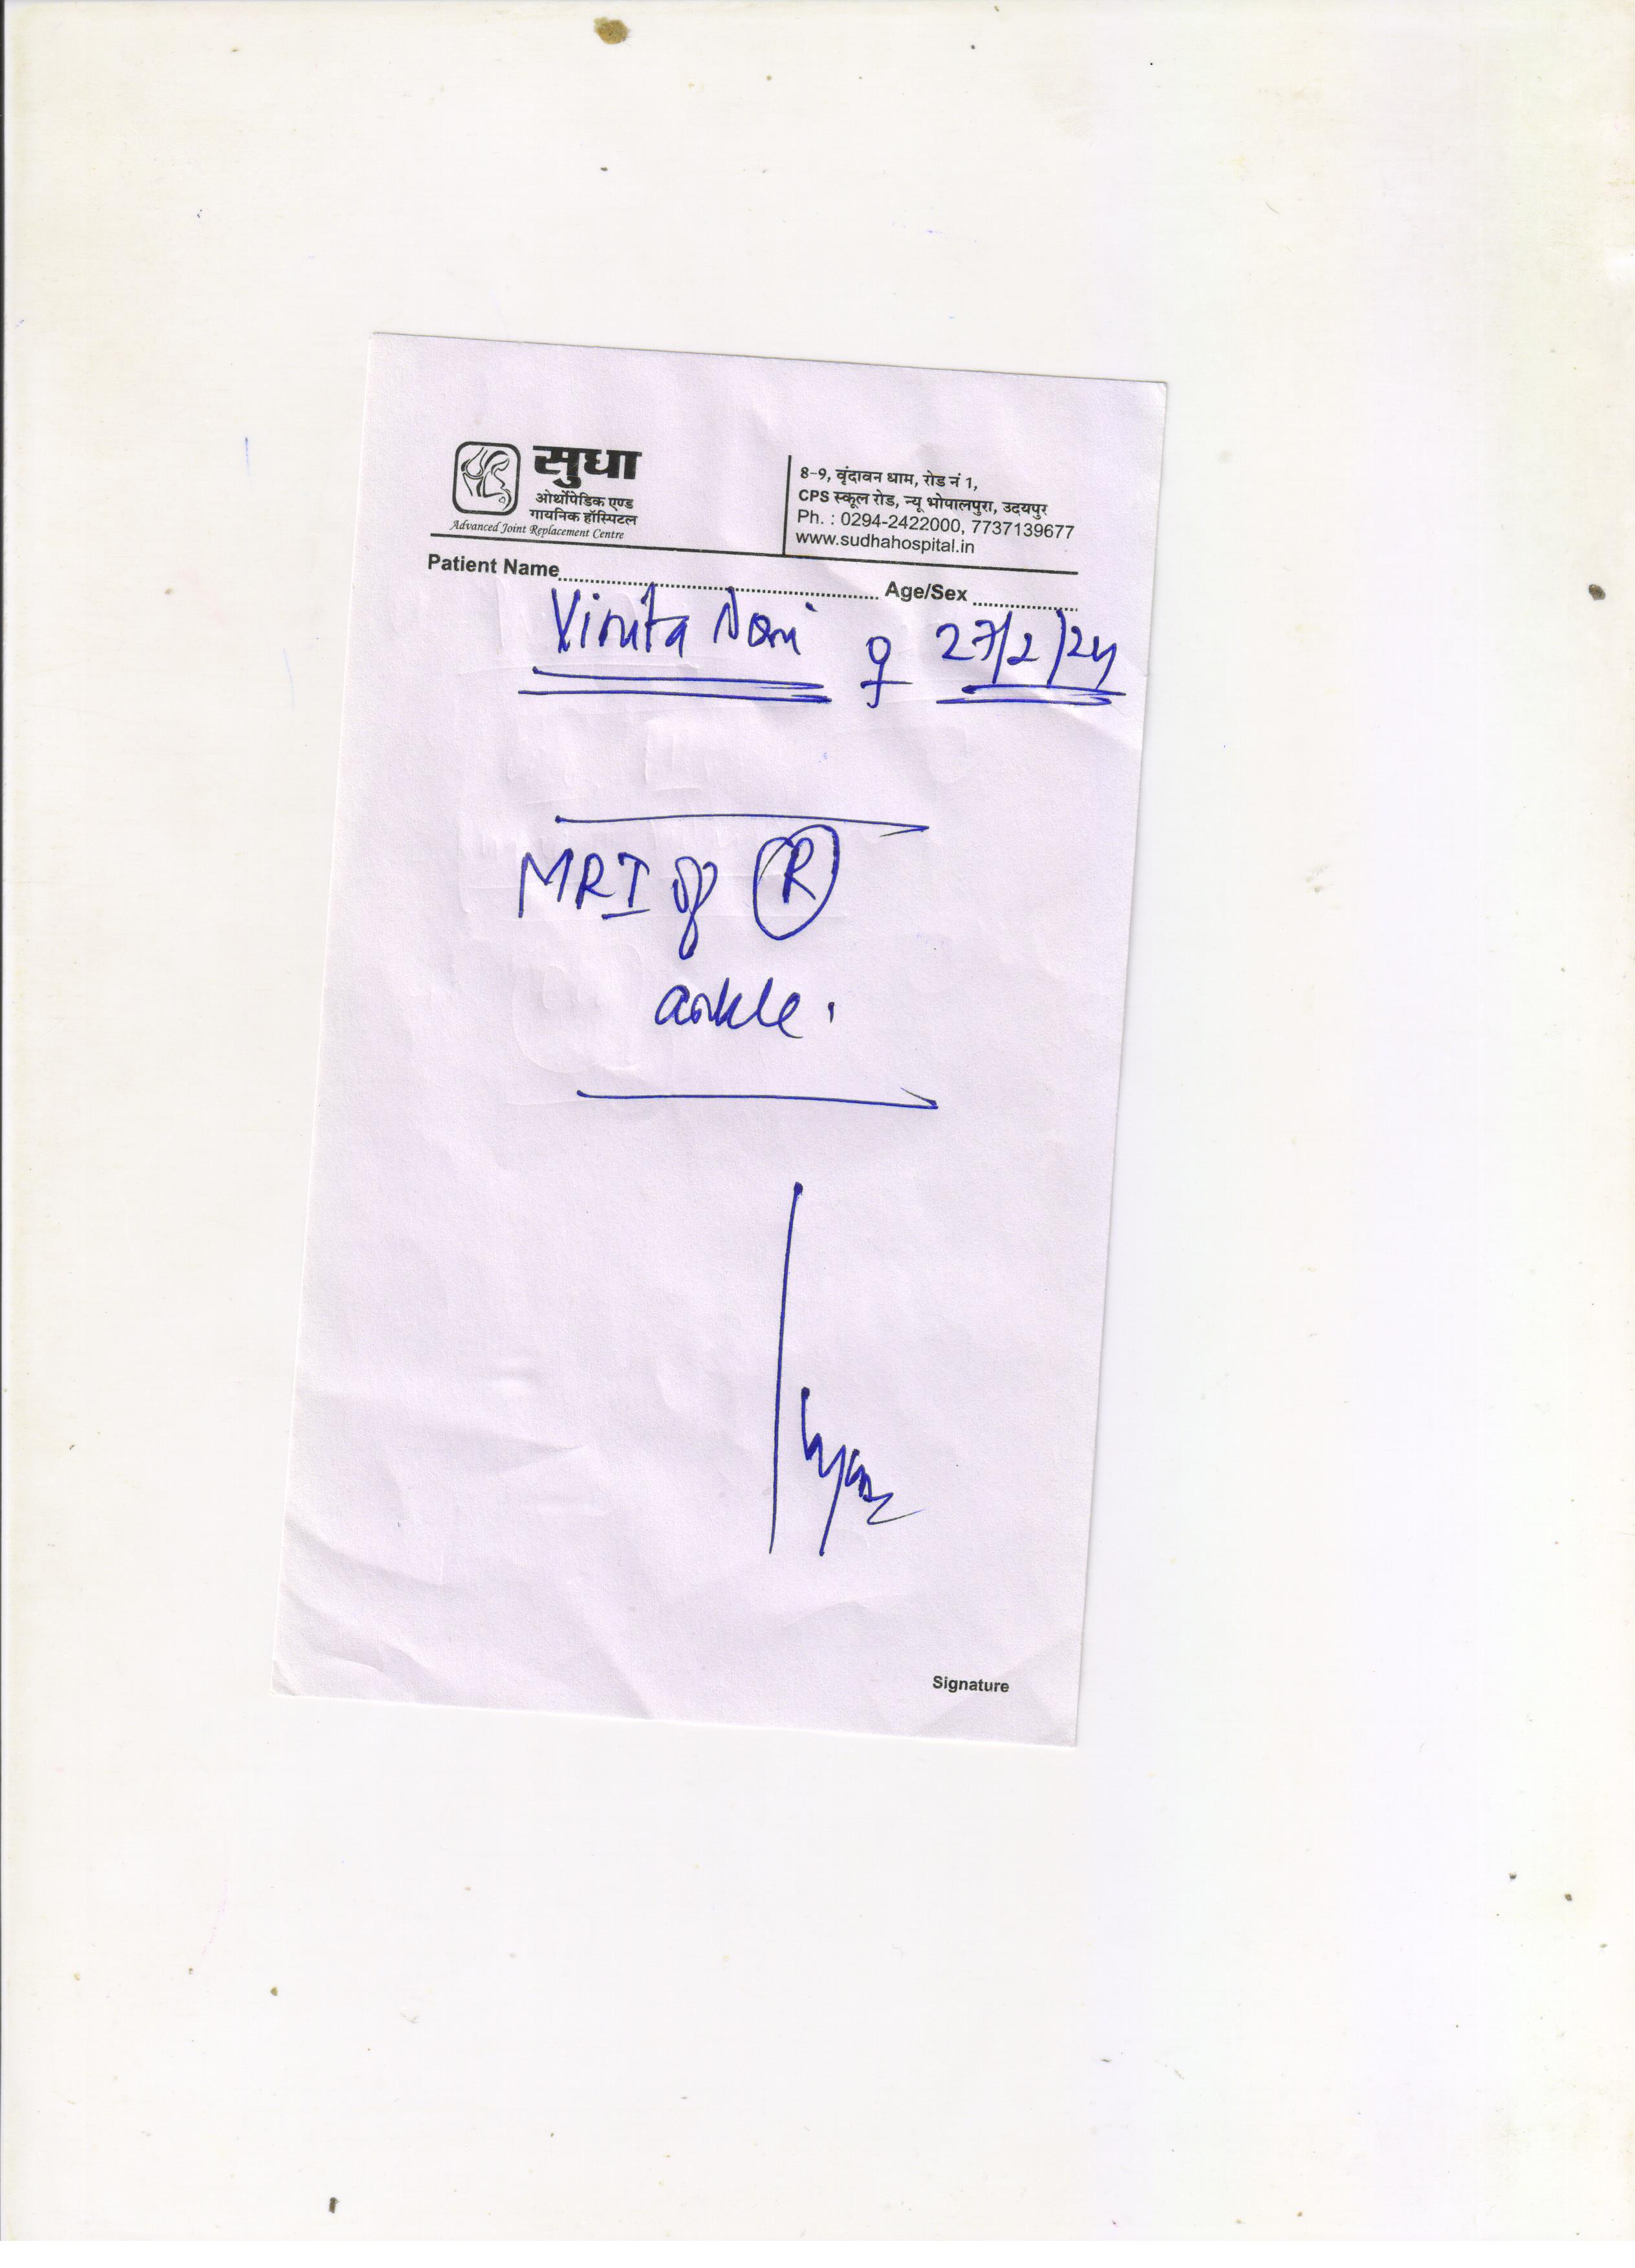 सुधा
ओर्थोपेडिक एण्ड
गायनिक हॉस्पिटल
Advanced Joint Replacement Centre
8-9, वृंदावन धाम, रोड नं 1,
CPS स्कूल रोड, न्यू भोपालपुरा, उदयपुर
Ph. : 0294-2422000, 7737139677
www.sudhahospital.in
Patient Name Age/Sex
Vinita ♀ 27/2/24
MRI of Ⓡ
ankle.
Signature